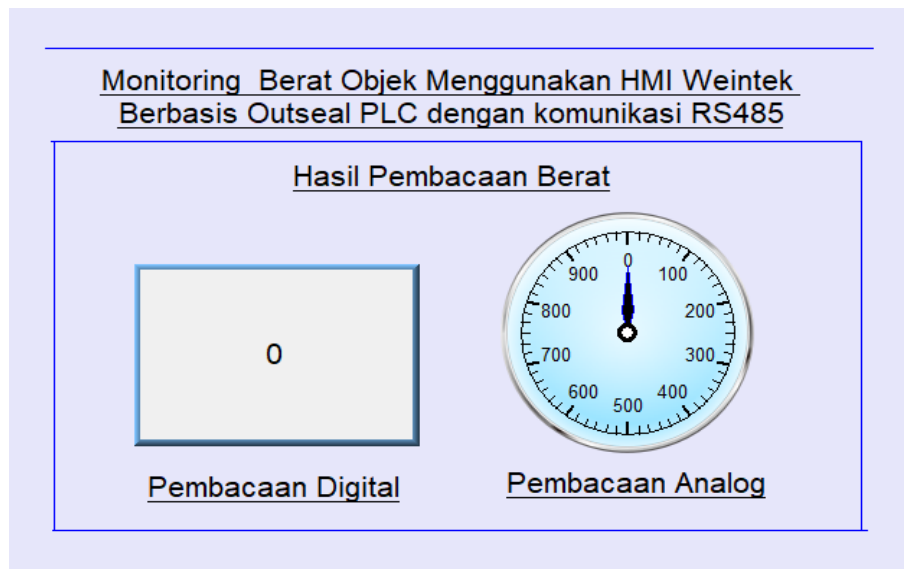 Monitoring Berat Objek Menggunakan HMI Weintek
Berbasis Outseal PLC dengan komunikasi RS485
Hasil Pembacaan Berat
0
0
100
200
300
400
500
600
700
800
900
Pembacaan Digital
Pembacaan Analog